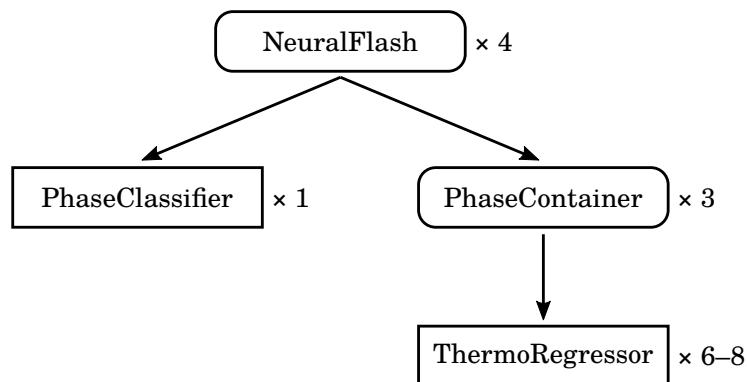 NeuralFlash × 4
PhaseClassifier × 1
PhaseContainer × 3
ThermoRegressor × 6–8